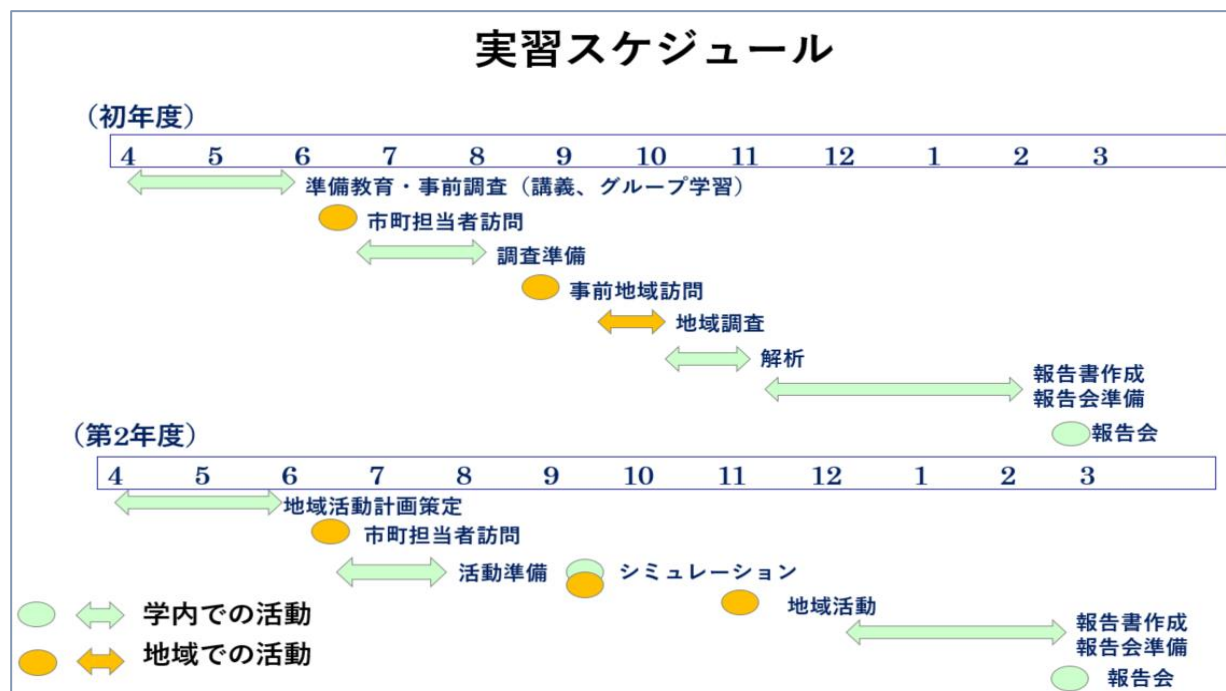 実習スケジュール
（初年度）
4 5 6 7 8 9 10 11 12 1 2 3
準備教育・事前調査（講義、グループ学習）
市町担当者訪問
調査準備
事前地域訪問
地域調査
解析
報告書作成
報告会準備
報告会
（第2年度）
4 5 6 7 8 9 10 11 12 1 2 3
地域活動計画策定
市町担当者訪問
活動準備
シミュレーション
地域活動
報告書作成
報告会準備
報告会
学内での活動
地域での活動